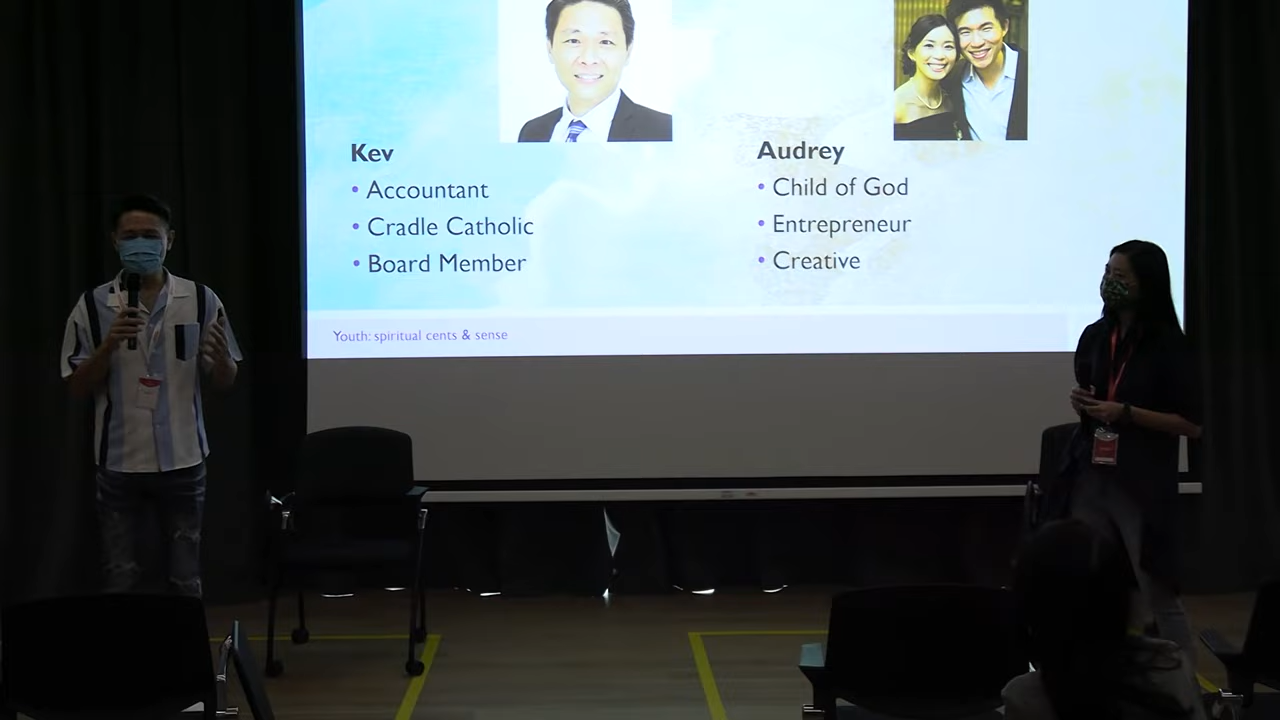 Kev
• Accountant
• Cradle Catholic
• Board Member
Audrey
• Child of God
• Entrepreneur
• Creative
Youth: spiritual cents & sense